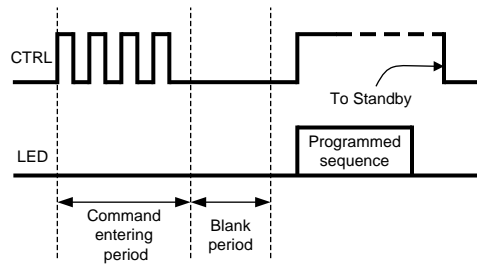 CTRL
To Standby
LED
Programmed
sequence
Command
entering
period
Blank
period